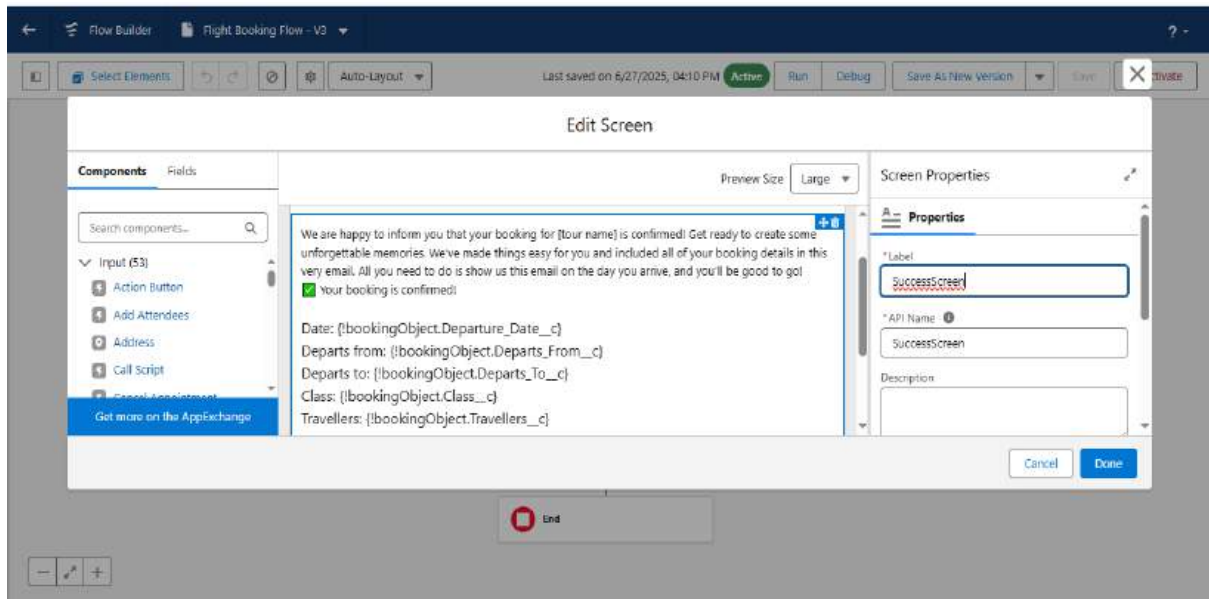 Flow Builder Flight Booking Flow - V3 ?
Select Elements Auto-Layout Last saved on 6/27/2025, 04:10 PM Active Run Debug Save As New Version Save tivate
Edit Screen
Components Fields
Preview Size Large
Screen Properties
Search components...
Input (53)
Action Button
Add Attendees
Address
Call Script
Cancel Appointment
Get more on the AppExchange
We are happy to inform you that your booking for [tour name] is confirmed! Get ready to create some
unforgettable memories. We've made things easy for you and included all of your booking details in this
very email. All you need to do is show us this email on the day you arrive, and you'll be good to go!
✅ Your booking is confirmed!
Date: {!bookingObject.Departure_Date__c}
Departs from: {!bookingObject.Departs_From__c}
Departs to: {!bookingObject.Departs_To__c}
Class: {!bookingObject.Class__c}
Travellers: {!bookingObject.Travellers__c}
Properties
*Label
SuccessScreen
*API Name
SuccessScreen
Description
Cancel Done
End